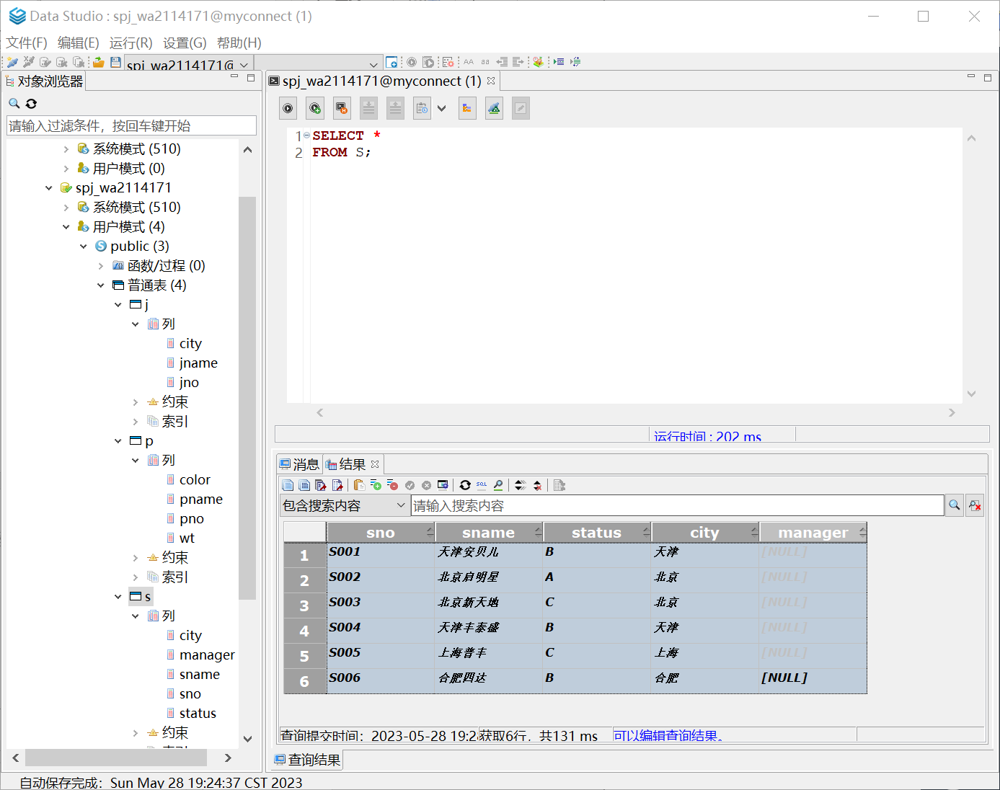 Data Studio : spj_wa2114171@myconnect (1)
文件(F) 编辑(E) 运行(R) 设置(G) 帮助(H)
spj_wa2114171@
对象浏览器
请输入过滤条件，按回车键开始
系统模式 (510)
用户模式 (0)
spj_wa2114171
系统模式 (510)
用户模式 (4)
public (3)
函数/过程 (0)
普通表 (4)
j
列
city
jname
jno
约束
索引
p
列
color
pname
pno
wt
约束
索引
s
列
city
manager
sname
sno
status
约束
spj_wa2114171@myconnect (1)
1 SELECT *
2 FROM S;
运行时间 : 202 ms
消息 结果
包含搜索内容 请输入搜索内容
sno sname status city manager
1 S001 天津安贝儿 B 天津 [NULL]
2 S002 北京启明星 A 北京 [NULL]
3 S003 北京新天地 C 北京 [NULL]
4 S004 天津丰泰盛 B 天津 [NULL]
5 S005 上海普丰 C 上海 [NULL]
6 S006 合肥四达 B 合肥 [NULL]
查询提交时间：2023-05-28 19:2 获取6行，共131 ms 可以编辑查询结果。
查询结果
自动保存完成：Sun May 28 19:24:37 CST 2023